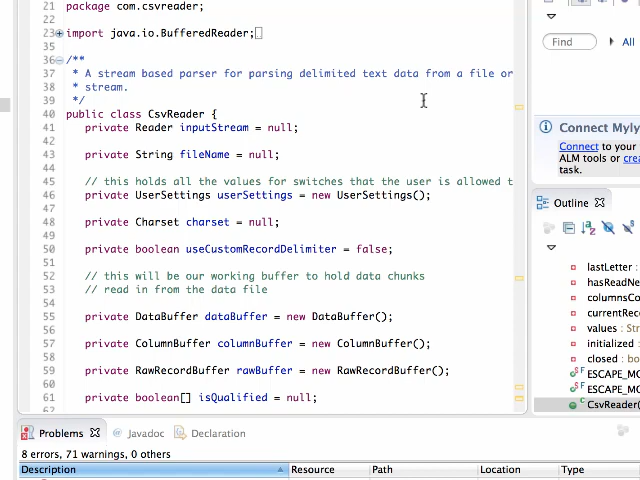 21 package com.csvreader;
22
23 import java.io.BufferedReader;
35
36 /**
37 * A stream based parser for parsing delimited text data from a file or
38 * stream.
39 */
40 public class CsvReader {
41 private Reader inputStream = null;
42
43 private String fileName = null;
44
45 // this holds all the values for switches that the user is allowed t
46 private UserSettings userSettings = new UserSettings();
47
48 private Charset charset = null;
49
50 private boolean useCustomRecordDelimiter = false;
51
52 // this will be our working buffer to hold data chunks
53 // read in from the data file
54
55 private DataBuffer dataBuffer = new DataBuffer();
56
57 private ColumnBuffer columnBuffer = new ColumnBuffer();
58
59 private RawRecordBuffer rawBuffer = new RawRecordBuffer();
60
61 private boolean[] isQualified = null;
62
Find
All
Connect Myly
Connect to your
ALM tools or crea
task.
Outline
lastLetter :
hasReadNe
columnsCo
currentReco
values : Str
initialized :
closed : bo
ESCAPE_MO
ESCAPE_MO
CsvReader(
Problems Javadoc Declaration
8 errors, 71 warnings, 0 others
Description Resource Path Location Type